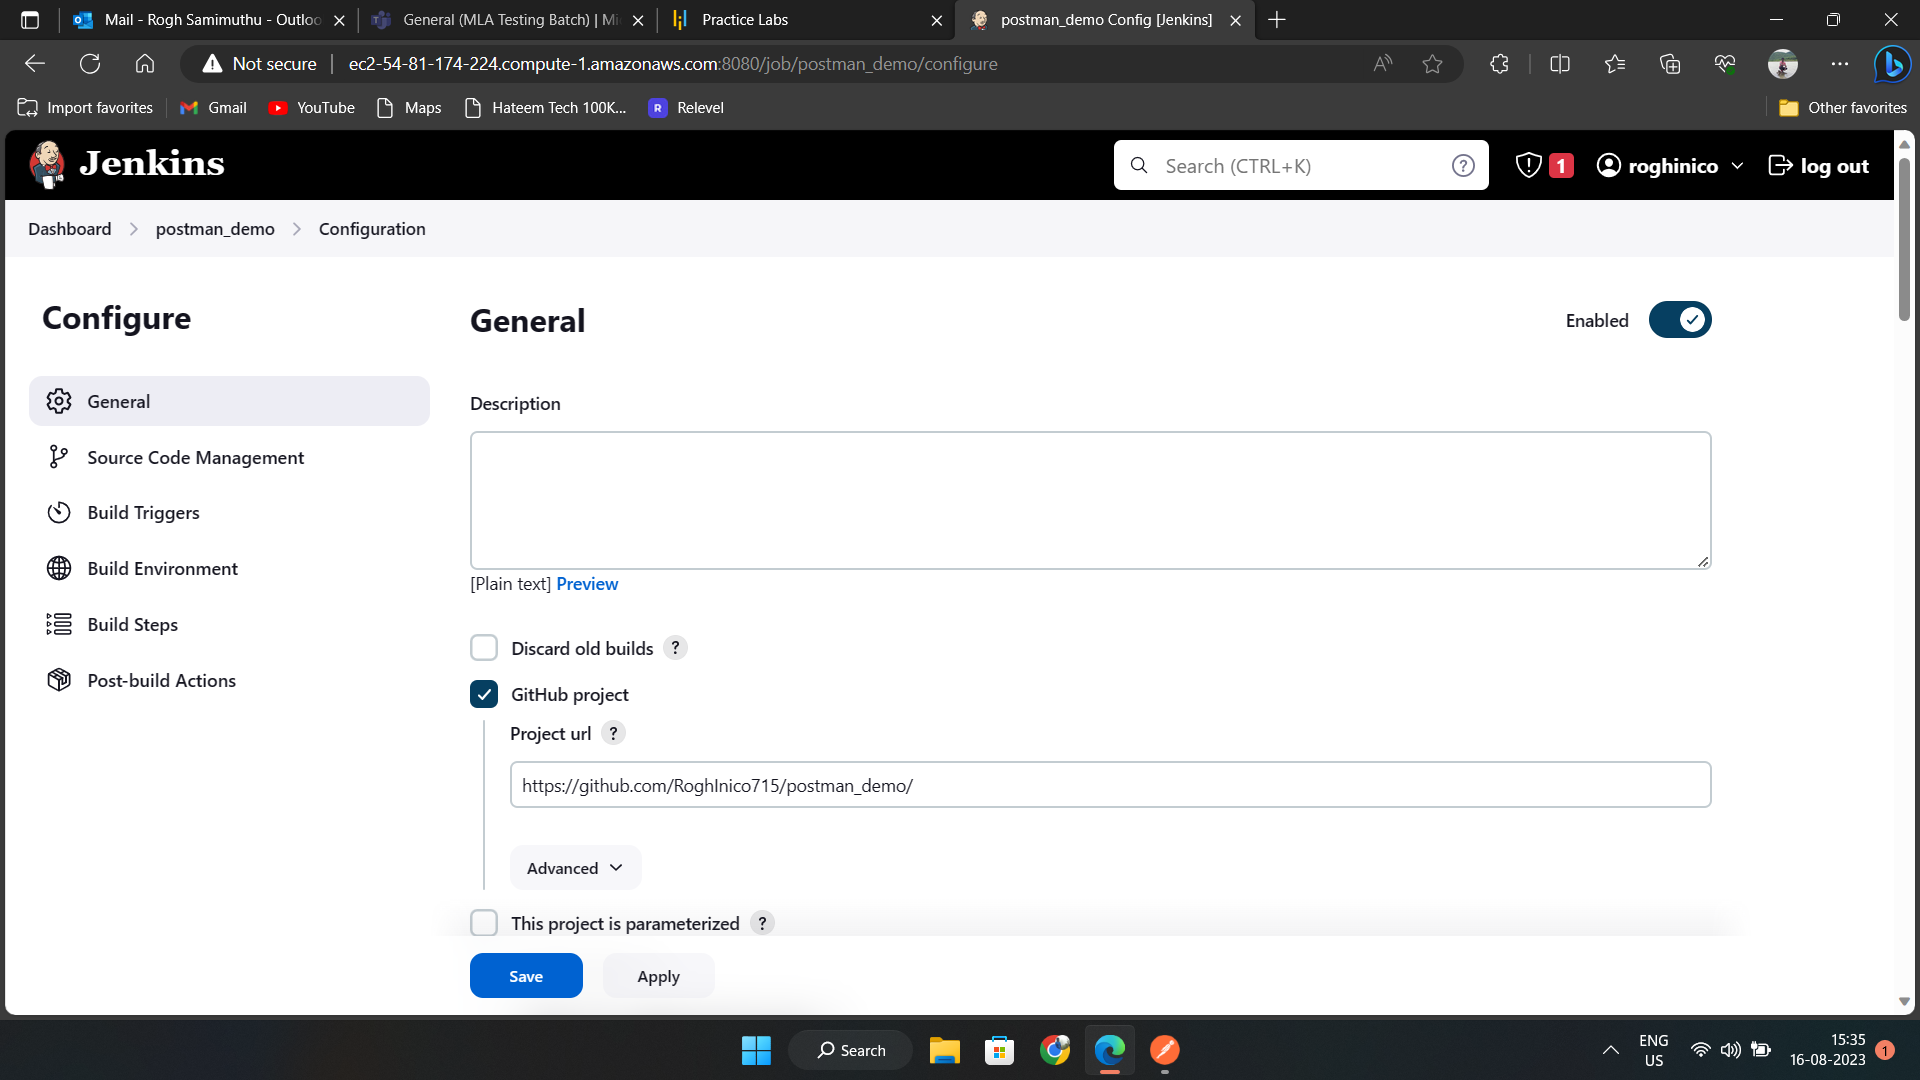 Mail - Rogh Samimuthu - Outloo
General (MLA Testing Batch) | Mi
Practice Labs
postman_demo Config [Jenkins]
Not secure
ec2-54-81-174-224.compute-1.amazonaws.com:8080/job/postman_demo/configure
Import favorites
Gmail
YouTube
Maps
Hateem Tech 100K...
R
Relevel
Other favorites
Jenkins
Search (CTRL+K)
?
1
roghinico
log out
Dashboard
postman_demo
Configuration
Configure
General
Enabled
General
Source Code Management
Build Triggers
Build Environment
Build Steps
Post-build Actions
Description
[Plain text] Preview
Discard old builds ?
GitHub project
Project url ?
https://github.com/RoghInico715/postman_demo/
Advanced
This project is parameterized ?
Save
Apply
Search
ENG
US
15:35
16-08-2023
1